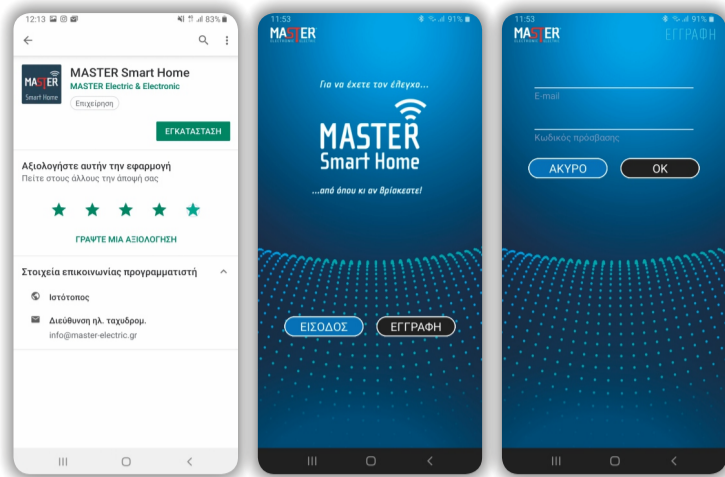 12:13 83%
MASTER
Smart Home
MASTER Smart Home
MASTER Electric & Electronic
Επιχείρηση
ΕΓΚΑΤΑΣΤΑΣΗ
Αξιολογήστε αυτήν την εφαρμογή
Πείτε στους άλλους την άποψή σας
ΓΡΑΨΤΕ ΜΙΑ ΑΞΙΟΛΟΓΗΣΗ
Στοιχεία επικοινωνίας προγραμματιστή
Ιστότοπος
Διεύθυνση ηλ. ταχυδρομ.
info@master-electric.gr
11:53 91%
MASTER
Για να έχετε τον έλεγχο...
MASTER
Smart Home
...από όπου κι αν βρίσκεστε!
ΕΙΣΟΔΟΣ ΕΓΓΡΑΦΗ
11:53 91%
MASTER
ΕΓΓΡΑΦΗ
E-mail
Κωδικός πρόσβασης
ΑΚΥΡΟ OK